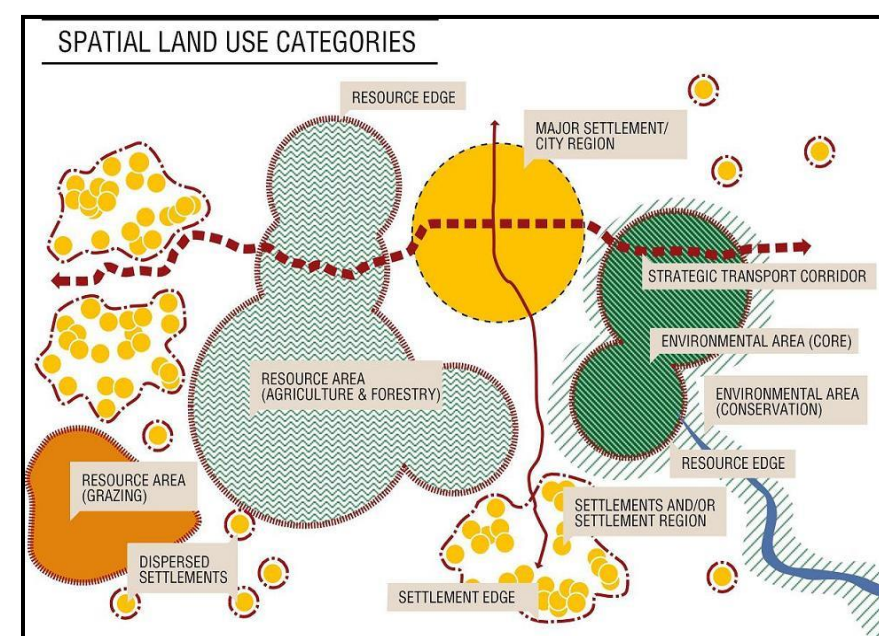 SPATIAL LAND USE CATEGORIES
RESOURCE EDGE
MAJOR SETTLEMENT/
CITY REGION
STRATEGIC TRANSPORT CORRIDOR
ENVIRONMENTAL AREA (CORE)
RESOURCE AREA
(AGRICULTURE & FORESTRY)
ENVIRONMENTAL AREA
(CONSERVATION)
RESOURCE EDGE
RESOURCE AREA
(GRAZING)
SETTLEMENTS AND/OR
SETTLEMENT REGION
DISPERSED
SETTLEMENTS
SETTLEMENT EDGE